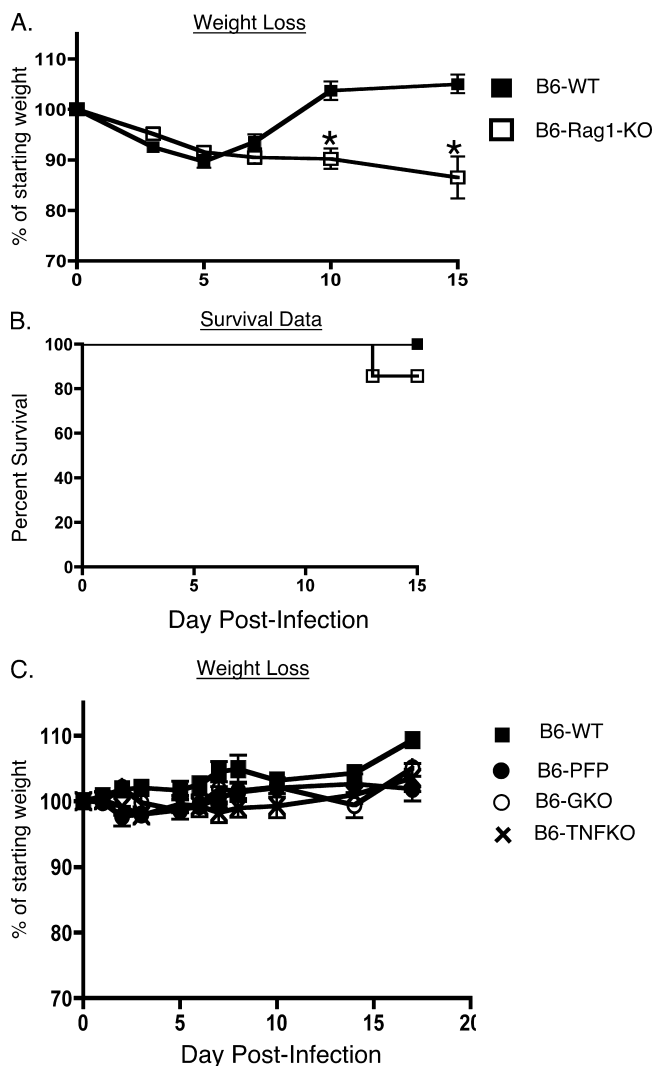 A.
Weight Loss
% of starting weight
110
100
90
80
70
0
5
10
15
*
*
B6-WT
B6-Rag1-KO
B.
Survival Data
Percent Survival
100
80
60
40
20
0
0
5
10
15
Day Post-Infection
C.
Weight Loss
% of starting weight
110
100
90
80
70
0
5
10
15
20
Day Post-Infection
B6-WT
B6-PFP
B6-GKO
B6-TNFKO